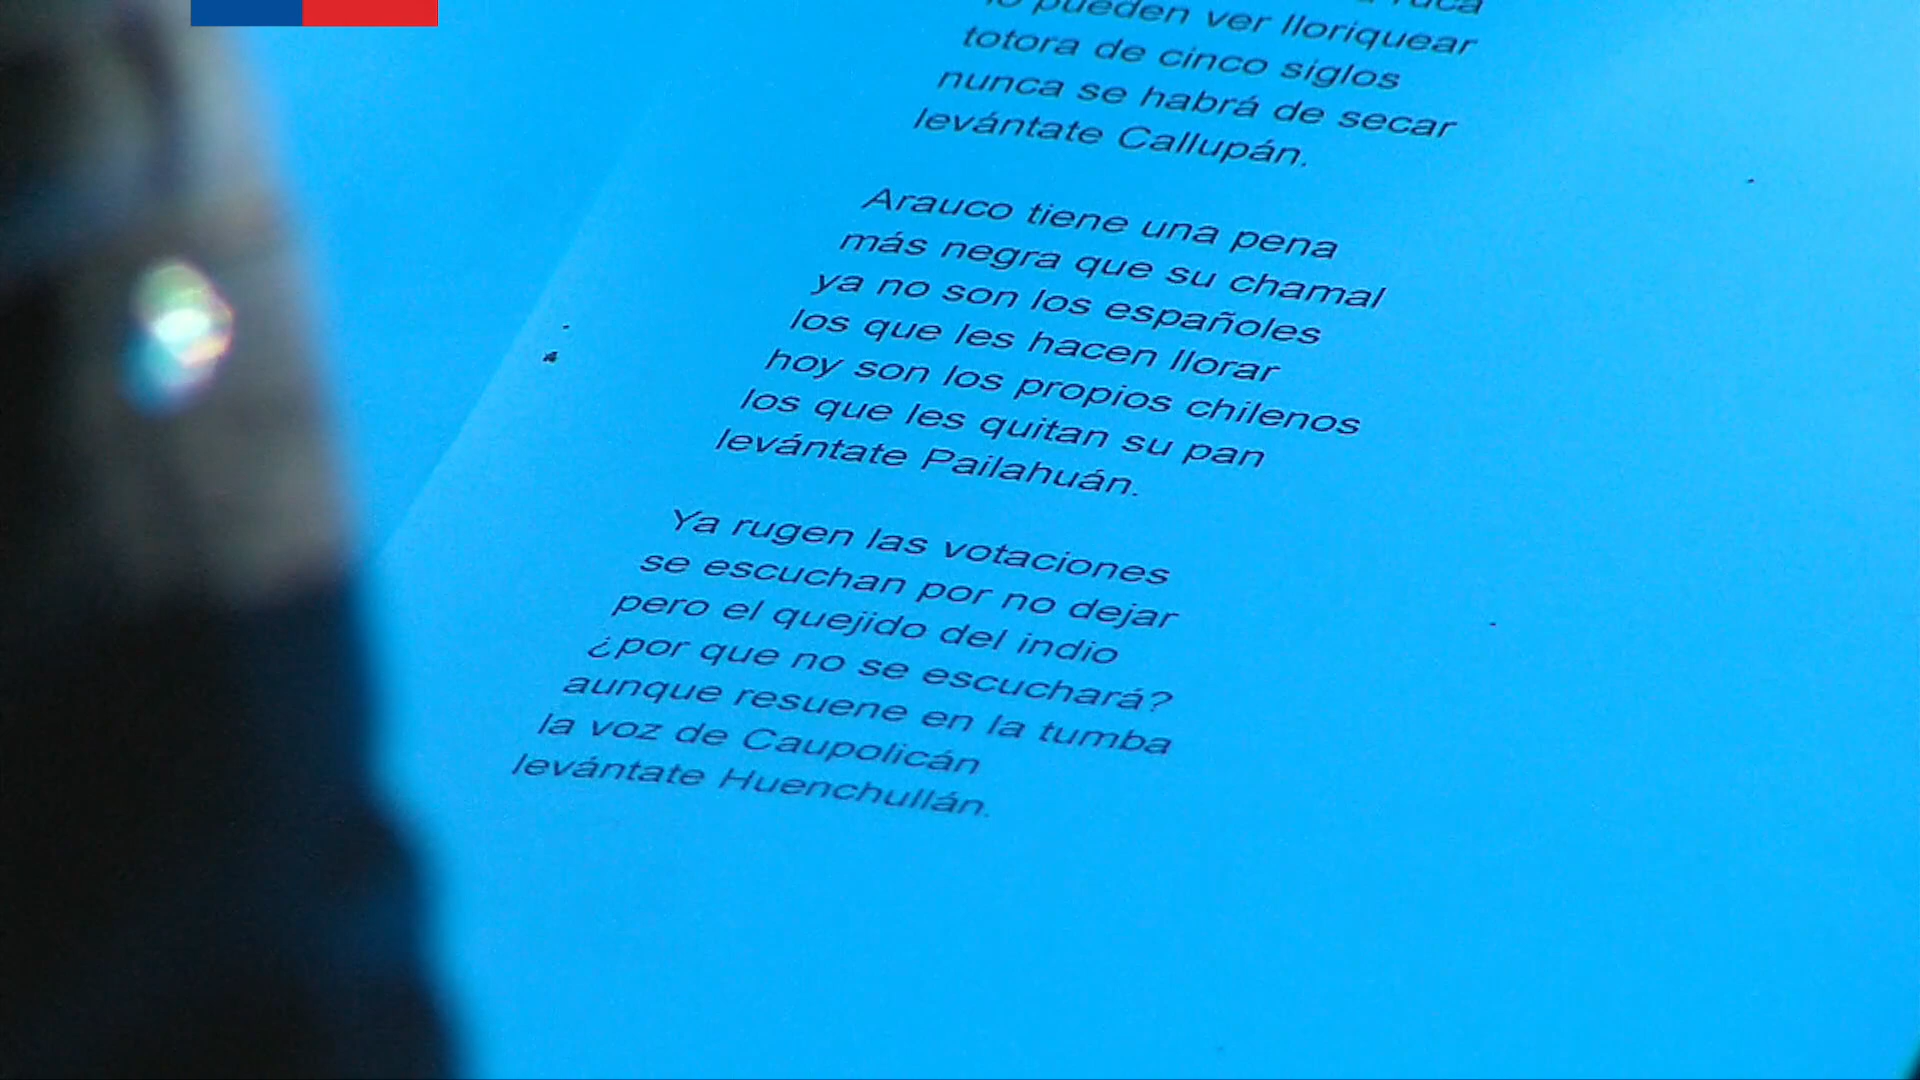 ruca
pueden ver lloriquear
totora de cinco siglos
nunca se habrá de secar
levántate Callupán.
Arauco tiene una pena
más negra que su chamal
ya no son los españoles
los que les hacen llorar
hoy son los propios chilenos
los que les quitan su pan
levántate Pailahuán.
Ya rugen las votaciones
se escuchan por no dejar
pero el quejido del indio
¿por que no se escuchará?
aunque resuene en la tumba
la voz de Caupolicán
levántate Huenchullán.